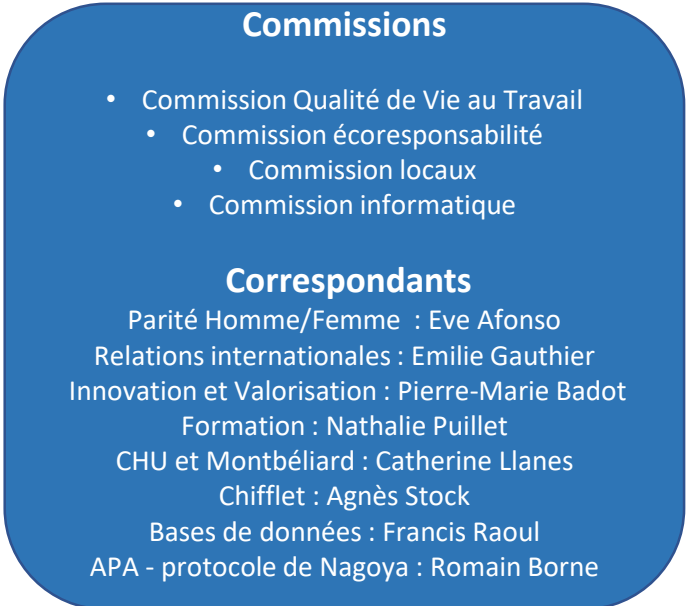 Commissions
• Commission Qualité de Vie au Travail
• Commission écoresponsabilité
• Commission locaux
• Commission informatique
Correspondants
Parité Homme/Femme : Eve Afonso
Relations internationales : Emilie Gauthier
Innovation et Valorisation : Pierre-Marie Badot
Formation : Nathalie Puillet
CHU et Montbéliard : Catherine Llanes
Chifflet : Agnès Stock
Bases de données : Francis Raoul
APA - protocole de Nagoya : Romain Borne